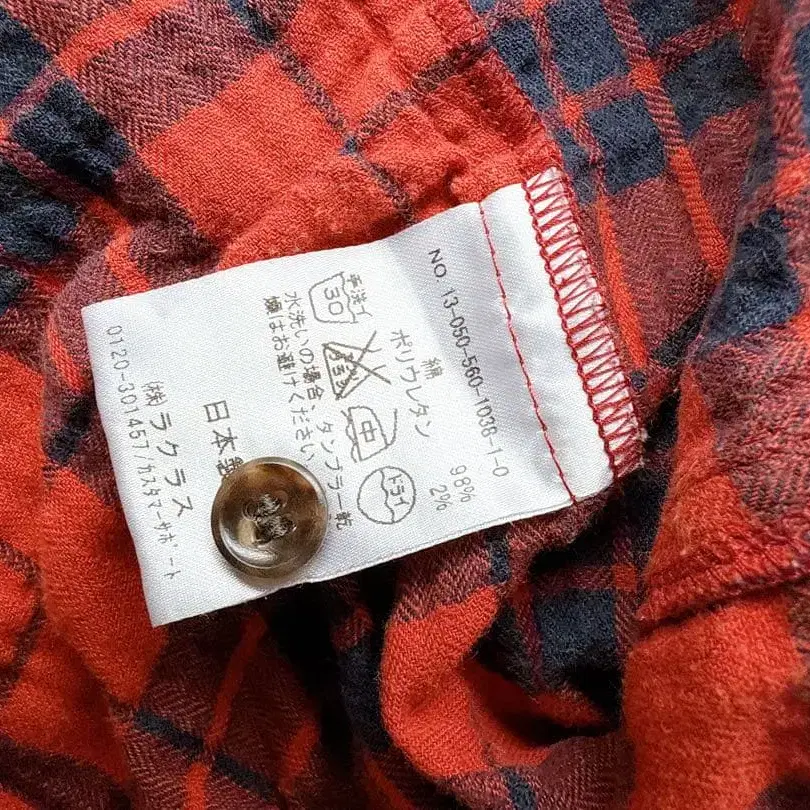 NO. 13-050-560-1038-1-0
綿 98%
ポリウレタン 2%
手洗イ
30
中
ドライ
水洗いの場合、タンブラー乾
燥はお避けください
日本製
(株)ラクラス
0120-301457/カスタマーサポート